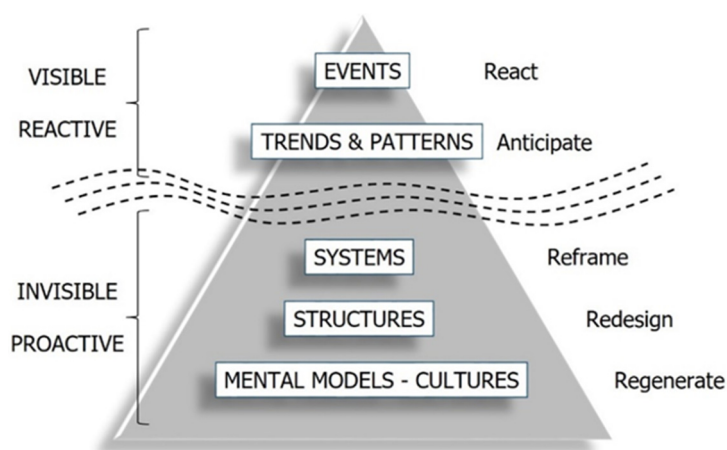 VISIBLE
REACTIVE
EVENTS
React
TRENDS & PATTERNS
Anticipate
INVISIBLE
PROACTIVE
SYSTEMS
Reframe
STRUCTURES
Redesign
MENTAL MODELS - CULTURES
Regenerate